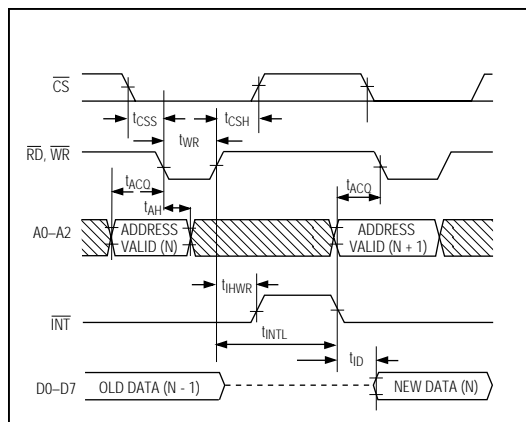 CS
tCSS
tCSH
tWR
RD, WR
tACQ
tACQ
tAH
A0–A2
ADDRESS
VALID (N)
ADDRESS
VALID (N + 1)
tIHWR
INT
tINTL
tID
D0–D7
OLD DATA (N - 1)
NEW DATA (N)